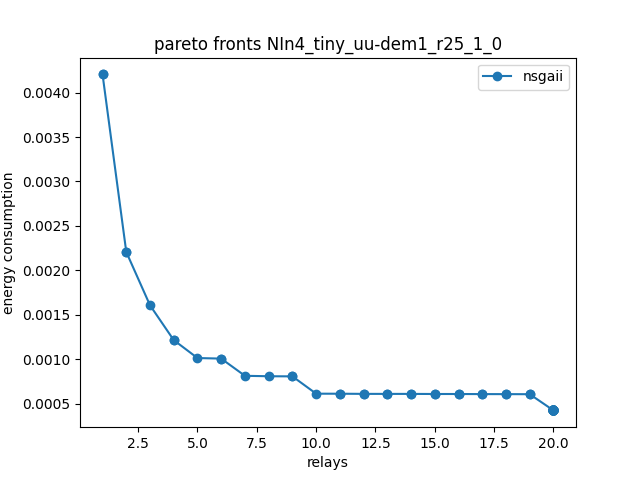 pareto fronts NIn4_tiny_uu-dem1_r25_1_0
nsgaii
0.0040
0.0035
0.0030
0.0025
0.0020
0.0015
0.0010
0.0005
energy consumption
2.5 5.0 7.5 10.0 12.5 15.0 17.5 20.0
relays